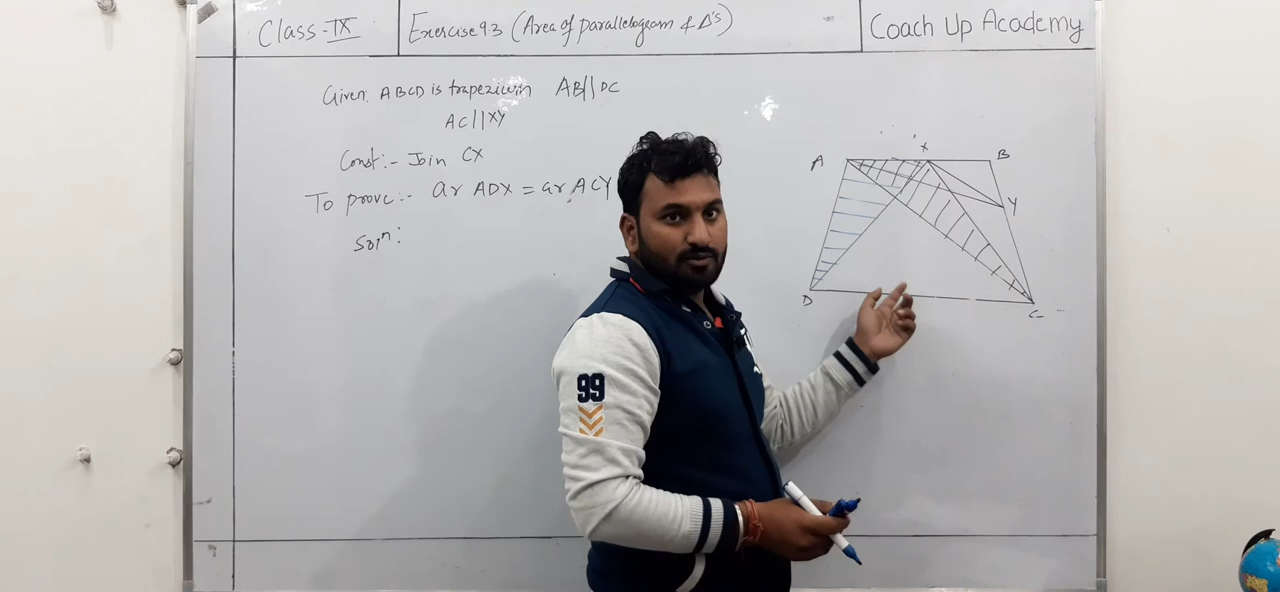 Class-IX
Exercise 9.3 (Area of parallelogram & Δ's)
Coach Up Academy
Given: ABCD is trapezium AB||DC
AC||XY
Const:- Join CX
To prove:- ar ADX = ar ACY
Soln:
A
X
B
Y
D
C
99